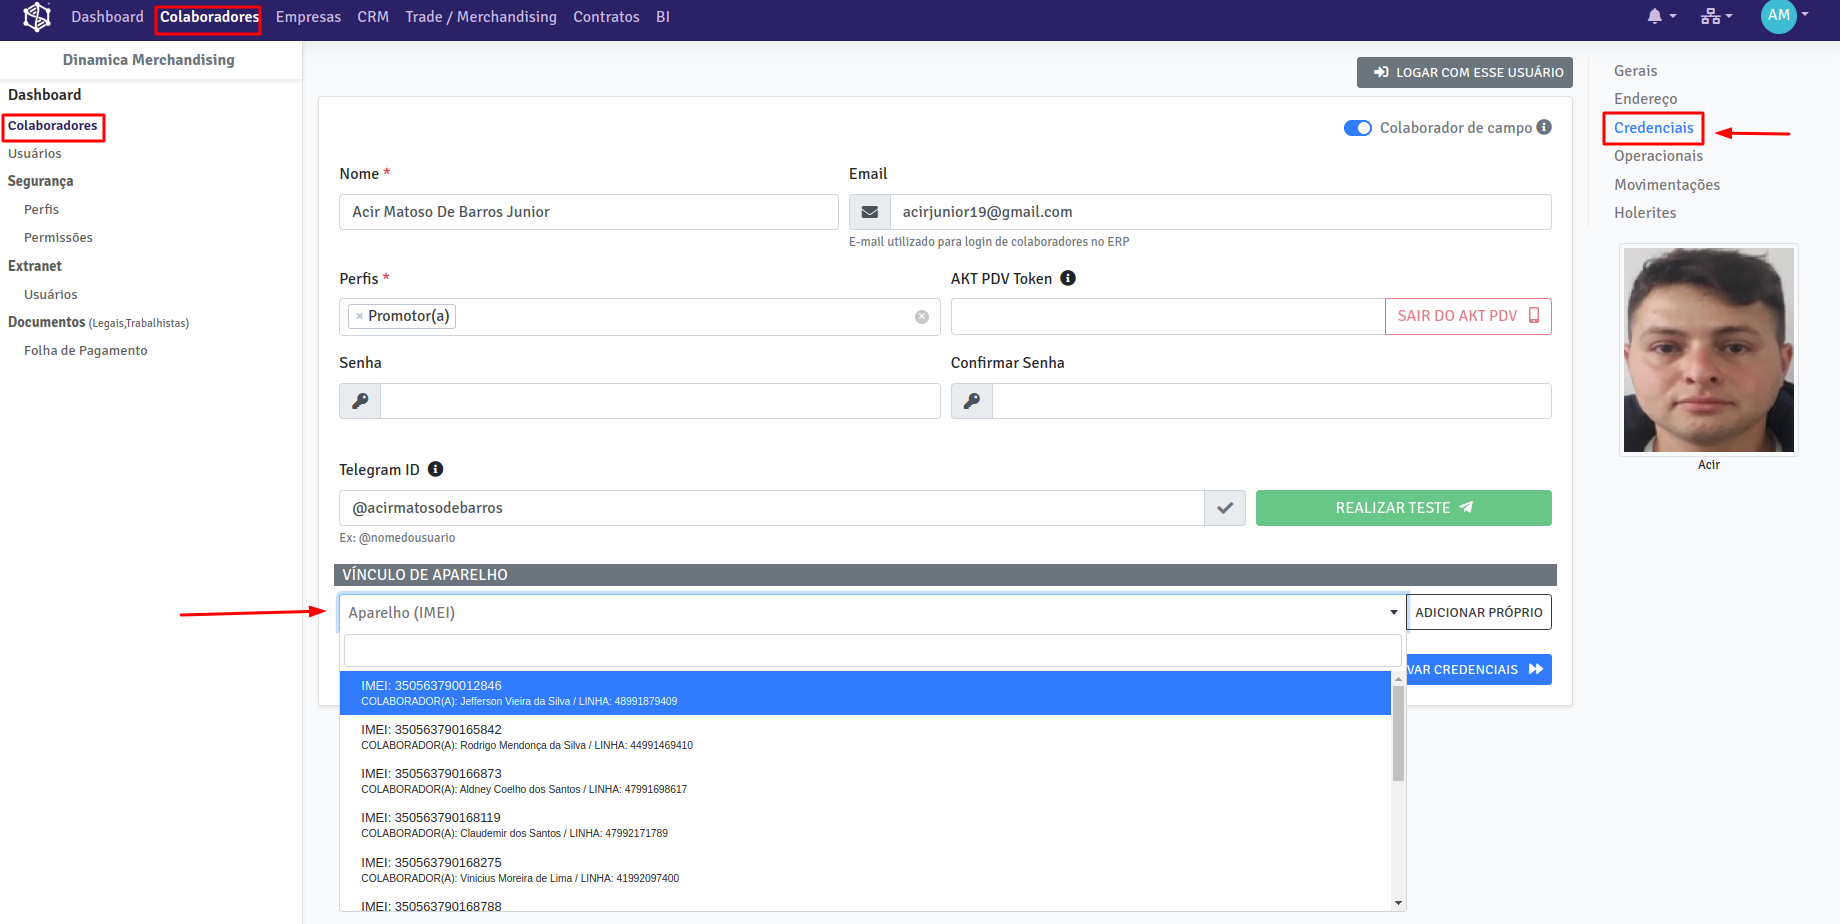 Dashboard Colaboradores Empresas CRM Trade / Merchandising Contratos BI AM
Dinamica Merchandising
Dashboard
Colaboradores
Usuários
Segurança
Perfis
Permissões
Extranet
Usuários
Documentos (Legais,Trabalhistas)
Folha de Pagamento
LOGAR COM ESSE USUÁRIO
Colaborador de campo
Nome *
Email
Acir Matoso De Barros Junior
acirjunior19@gmail.com
E-mail utilizado para login de colaboradores no ERP
Perfis *
AKT PDV Token
× Promotor(a)
SAIR DO AKT PDV
Senha
Confirmar Senha
Telegram ID
@acirmatosodebarros
REALIZAR TESTE
Ex: @nomedousuario
VÍNCULO DE APARELHO
Aparelho (IMEI)
ADICIONAR PRÓPRIO
VAR CREDENCIAIS
IMEI: 350563790012846
COLABORADOR(A): Jefferson Vieira da Silva / LINHA: 48991879409
IMEI: 350563790165842
COLABORADOR(A): Rodrigo Mendonça da Silva / LINHA: 44991469410
IMEI: 350563790166873
COLABORADOR(A): Aldney Coelho dos Santos / LINHA: 47991698617
IMEI: 350563790168119
COLABORADOR(A): Claudemir dos Santos / LINHA: 47992171789
IMEI: 350563790168275
COLABORADOR(A): Vinicius Moreira de Lima / LINHA: 41992097400
IMEI: 350563790168788
Gerais
Endereço
Credenciais
Operacionais
Movimentações
Holerites
Acir